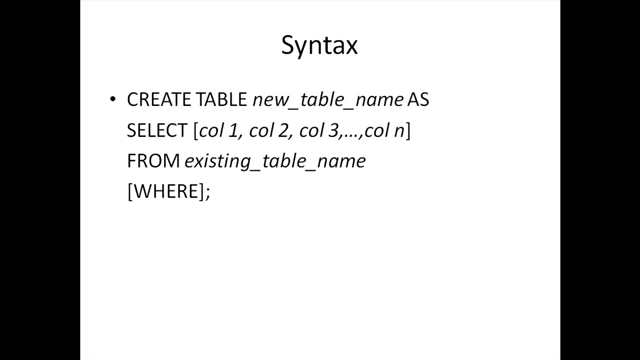 Syntax
• CREATE TABLE new_table_name AS
SELECT [col 1, col 2, col 3,...,col n]
FROM existing_table_name
[WHERE];